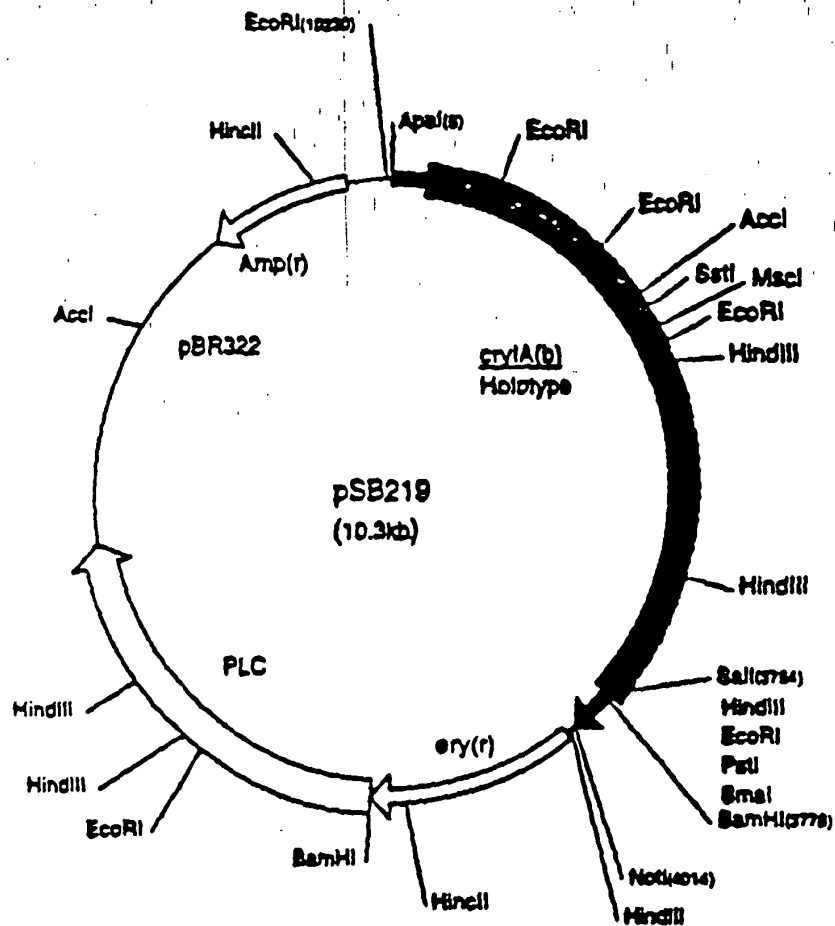 EcoRI(10230)
ApaI(8)
HincII
EcoRI
EcoRI
AccI
SstI
MscI
EcoRI
HindIII
Amp(r)
AccI
pBR322
cryIA(b)
Holotype
pSB219
(10.3kb)
HindIII
SalI(3754)
HindIII
EcoRI
PstI
SmaI
BamHI(3778)
PLC
ery(r)
HindIII
HindIII
EcoRI
BamHI
HincII
NotI(4014)
HindIII